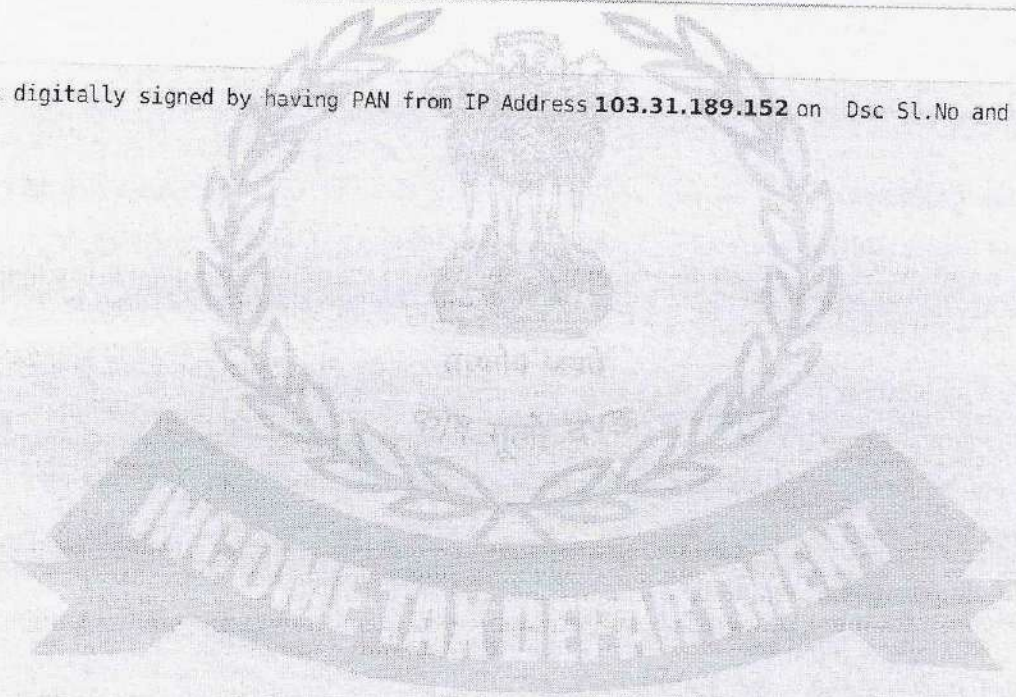 digitally signed by having PAN from IP Address 103.31.189.152 on Dsc Sl.No and
INCOME TAX DEPARTMENT